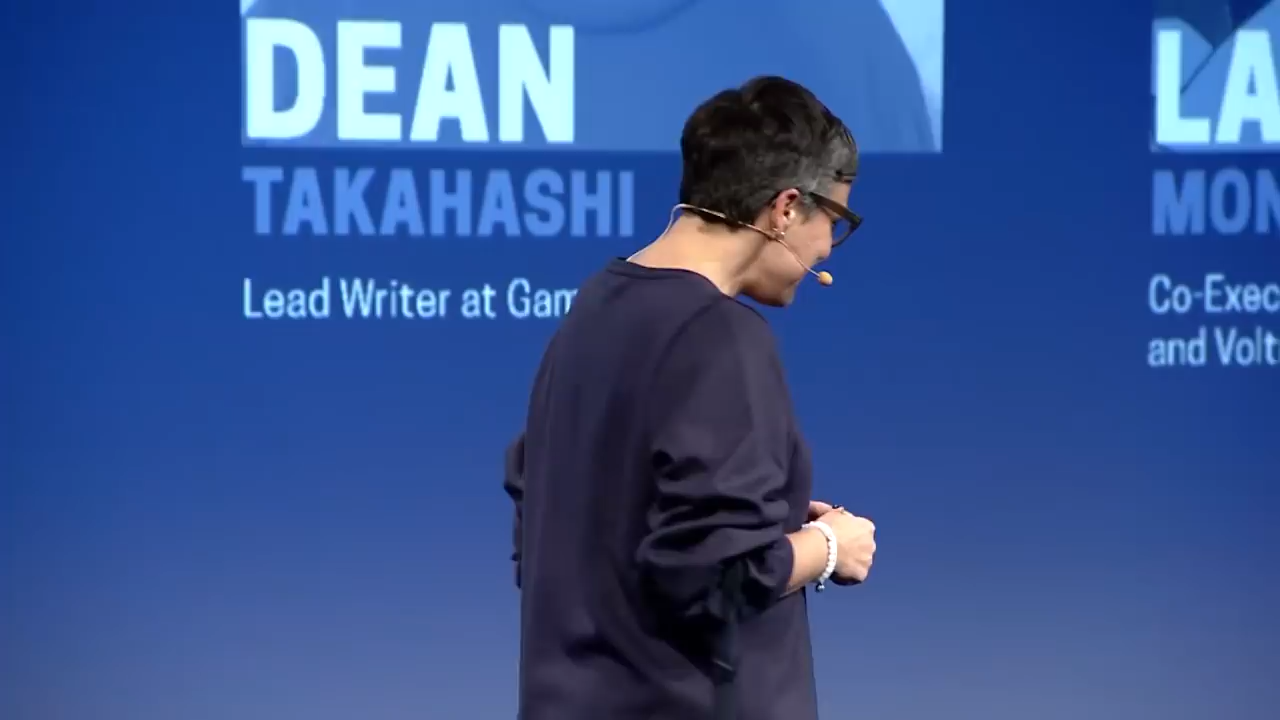 DEAN
TAKAHASHI
Lead Writer at Gam
LA
MON
Co-Exec
and Volt